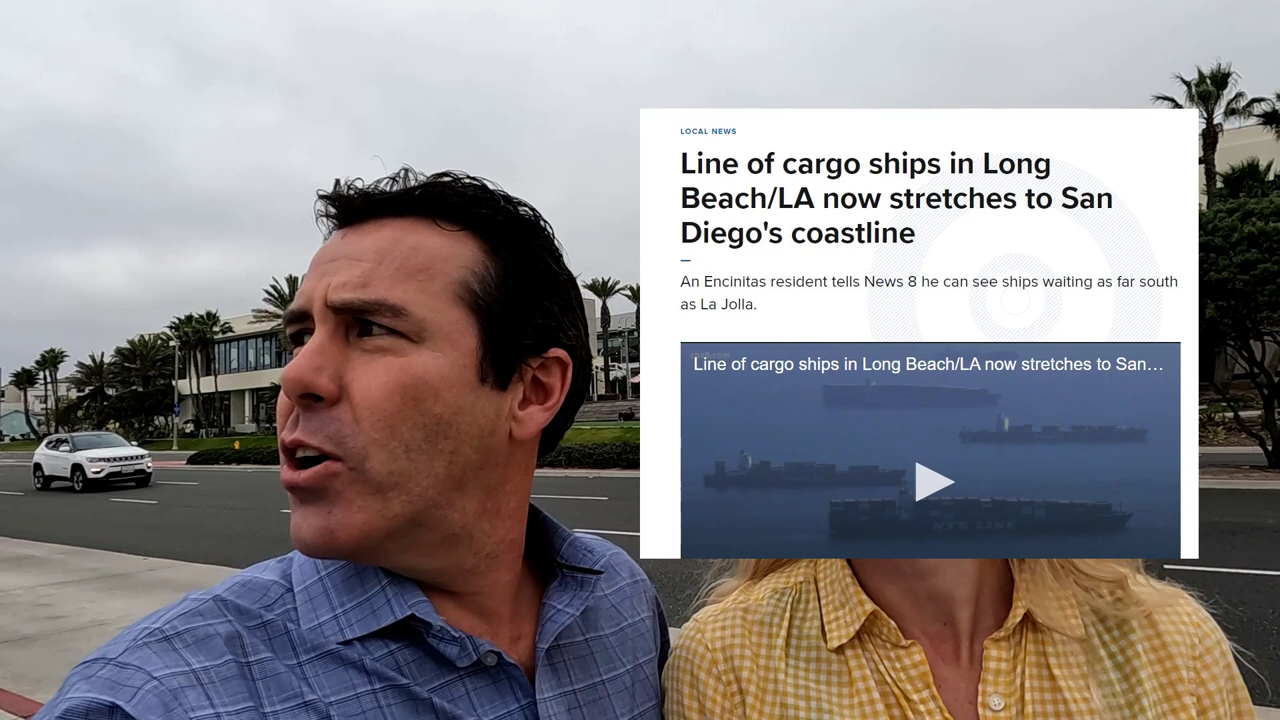 LOCAL NEWS
Line of cargo ships in Long
Beach/LA now stretches to San
Diego's coastline
An Encinitas resident tells News 8 he can see ships waiting as far south
as La Jolla.
Line of cargo ships in Long Beach/LA now stretches to San…
NYK LINE